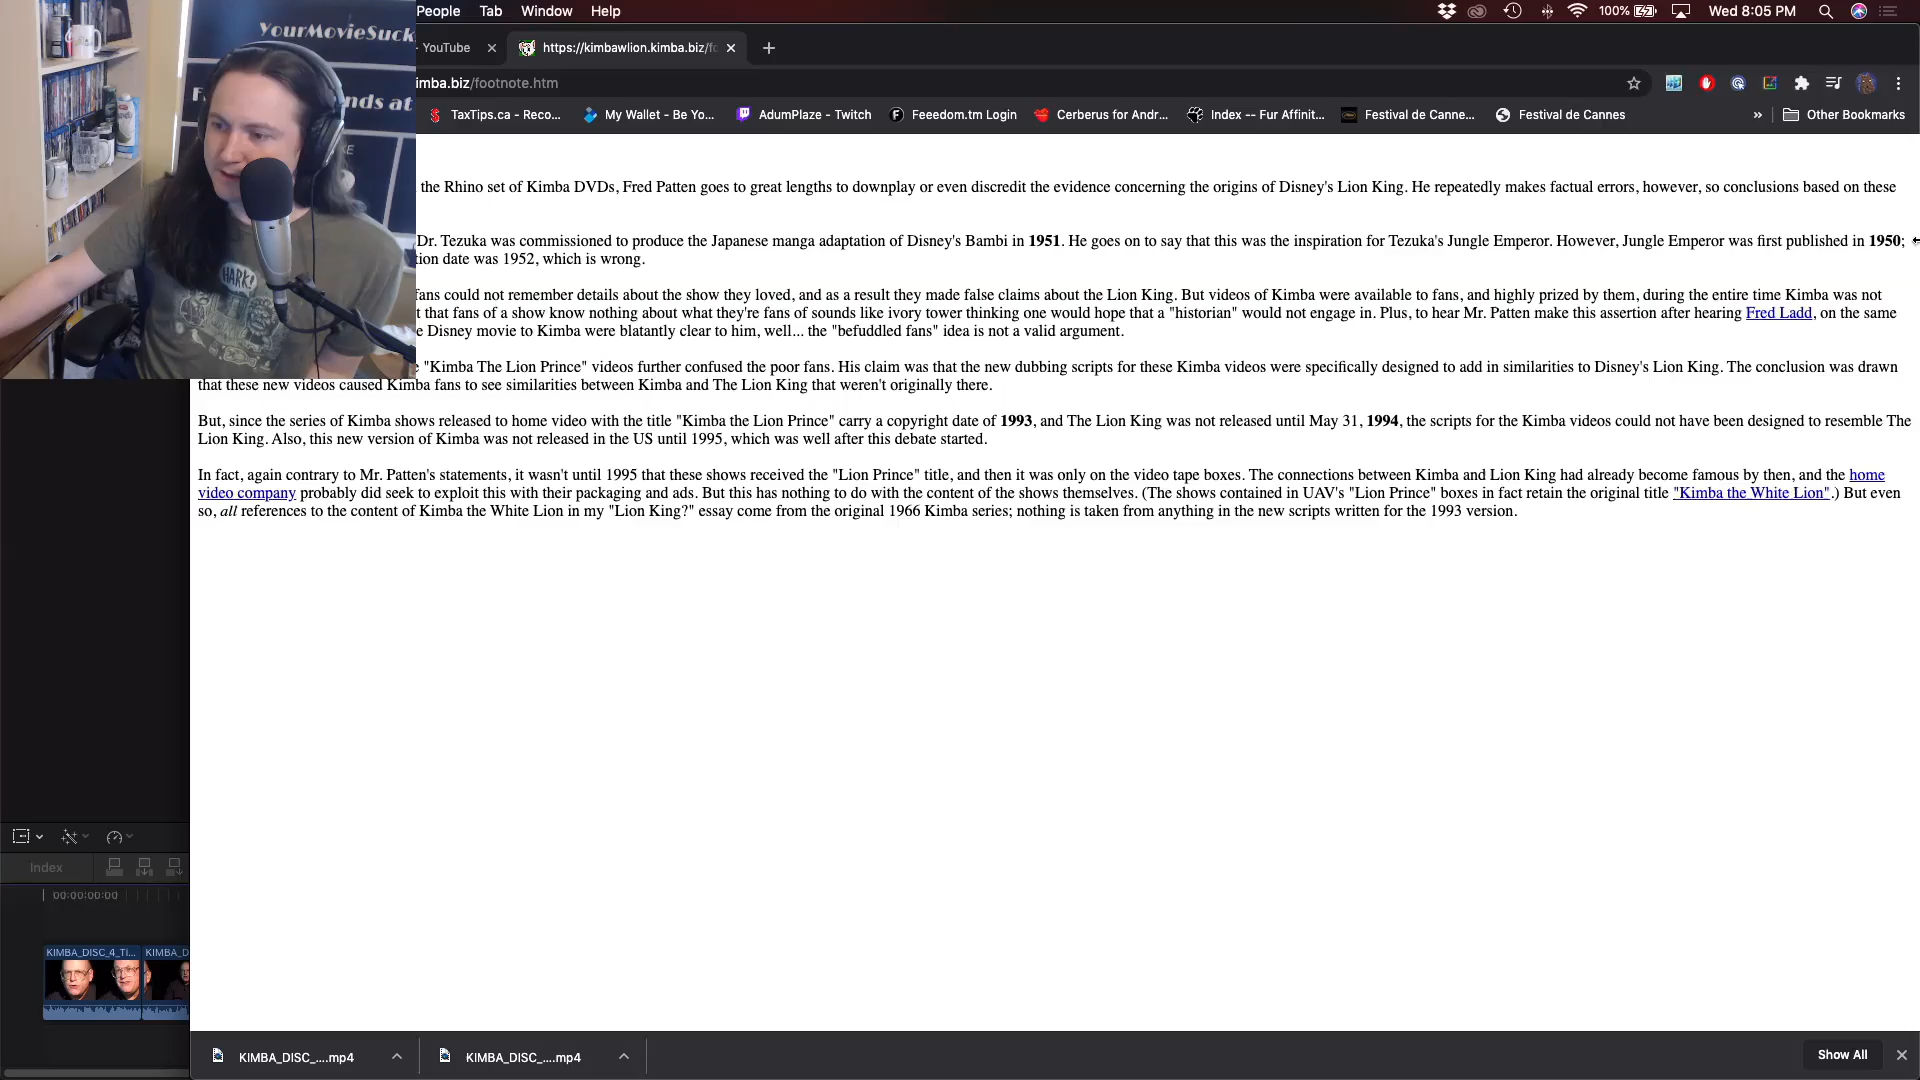 People Tab Window Help 100% Wed 8:05 PM
YourMovieSuck
- YouTube https://kimbawlion.kimba.biz/fo
imba.biz/footnote.htm
nds at
TaxTips.ca - Reco... My Wallet - Be Yo... AdumPlaze - Twitch Feeedom.tm Login Cerberus for Andr... Index -- Fur Affinit... Festival de Canne... Festival de Cannes » Other Bookmarks
HARK!
the Rhino set of Kimba DVDs, Fred Patten goes to great lengths to downplay or even discredit the evidence concerning the origins of Disney's Lion King. He repeatedly makes factual errors, however, so conclusions based on these
Dr. Tezuka was commissioned to produce the Japanese manga adaptation of Disney's Bambi in 1951. He goes on to say that this was the inspiration for Tezuka's Jungle Emperor. However, Jungle Emperor was first published in 1950;
tion date was 1952, which is wrong.
fans could not remember details about the show they loved, and as a result they made false claims about the Lion King. But videos of Kimba were available to fans, and highly prized by them, during the entire time Kimba was not
t that fans of a show know nothing about what they're fans of sounds like ivory tower thinking one would hope that a "historian" would not engage in. Plus, to hear Mr. Patten make this assertion after hearing Fred Ladd, on the same
e Disney movie to Kimba were blatantly clear to him, well... the "befuddled fans" idea is not a valid argument.
"Kimba The Lion Prince" videos further confused the poor fans. His claim was that the new dubbing scripts for these Kimba videos were specifically designed to add in similarities to Disney's Lion King. The conclusion was drawn
that these new videos caused Kimba fans to see similarities between Kimba and The Lion King that weren't originally there.
But, since the series of Kimba shows released to home video with the title "Kimba the Lion Prince" carry a copyright date of 1993, and The Lion King was not released until May 31, 1994, the scripts for the Kimba videos could not have been designed to resemble The
Lion King. Also, this new version of Kimba was not released in the US until 1995, which was well after this debate started.
In fact, again contrary to Mr. Patten's statements, it wasn't until 1995 that these shows received the "Lion Prince" title, and then it was only on the video tape boxes. The connections between Kimba and Lion King had already become famous by then, and the home
video company probably did seek to exploit this with their packaging and ads. But this has nothing to do with the content of the shows themselves. (The shows contained in UAV's "Lion Prince" boxes in fact retain the original title "Kimba the White Lion".) But even
so, all references to the content of Kimba the White Lion in my "Lion King?" essay come from the original 1966 Kimba series; nothing is taken from anything in the new scripts written for the 1993 version.
Index
00:00:00:00
KIMBA_DISC_4_Ti... KIMBA_D
KIMBA_DISC_....mp4 KIMBA_DISC_....mp4 Show All